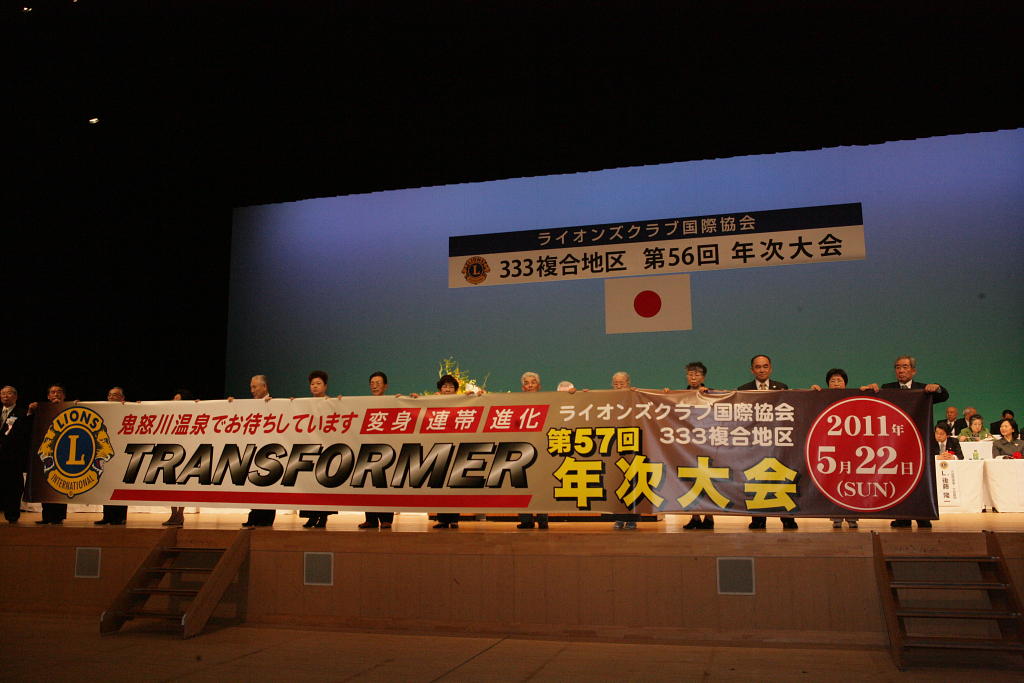 ライオンズクラブ国際協会
L
333複合地区 第56回 年次大会
LIONS
L
INTERNATIONAL
鬼怒川温泉でお待ちしています 変身 連帯 進化
TRANSFORMER
ライオンズクラブ国際協会
第57回 333複合地区
年次大会
2011年
5月22日
(SUN)
後藤 隆一